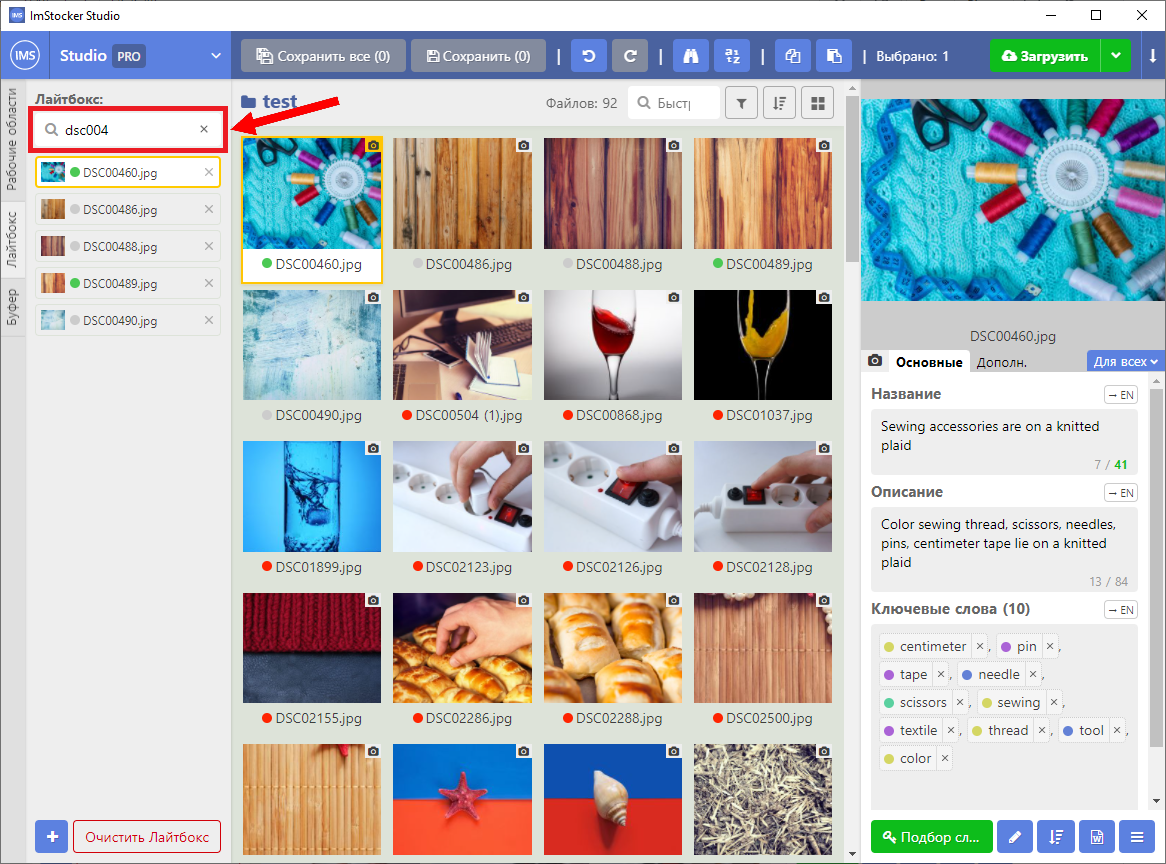 IMS ImStocker Studio
IMS Studio PRO
Сохранить все (0)
Сохранить (0)
Выбрано: 1
Загрузить
Рабочие области
Лайтбокс
Буфер
Лайтбокс:
dsc004
DSC00460.jpg
DSC00486.jpg
DSC00488.jpg
DSC00489.jpg
DSC00490.jpg
Очистить Лайтбокс
test
Файлов: 92
Быстр
DSC00460.jpg
DSC00486.jpg
DSC00488.jpg
DSC00489.jpg
DSC00490.jpg
DSC00504 (1).jpg
DSC00868.jpg
DSC01037.jpg
DSC01899.jpg
DSC02123.jpg
DSC02126.jpg
DSC02128.jpg
DSC02155.jpg
DSC02286.jpg
DSC02288.jpg
DSC02500.jpg
DSC00460.jpg
Основные
Дополн.
Для всех
Название
→ EN
Sewing accessories are on a knitted
plaid
7 / 41
Описание
→ EN
Color sewing thread, scissors, needles,
pins, centimeter tape lie on a knitted
plaid
13 / 84
Ключевые слова (10)
→ EN
centimeter ×, pin ×,
tape ×, needle ×,
scissors ×, sewing ×,
textile ×, thread ×, tool ×,
color ×
Подбор сл...